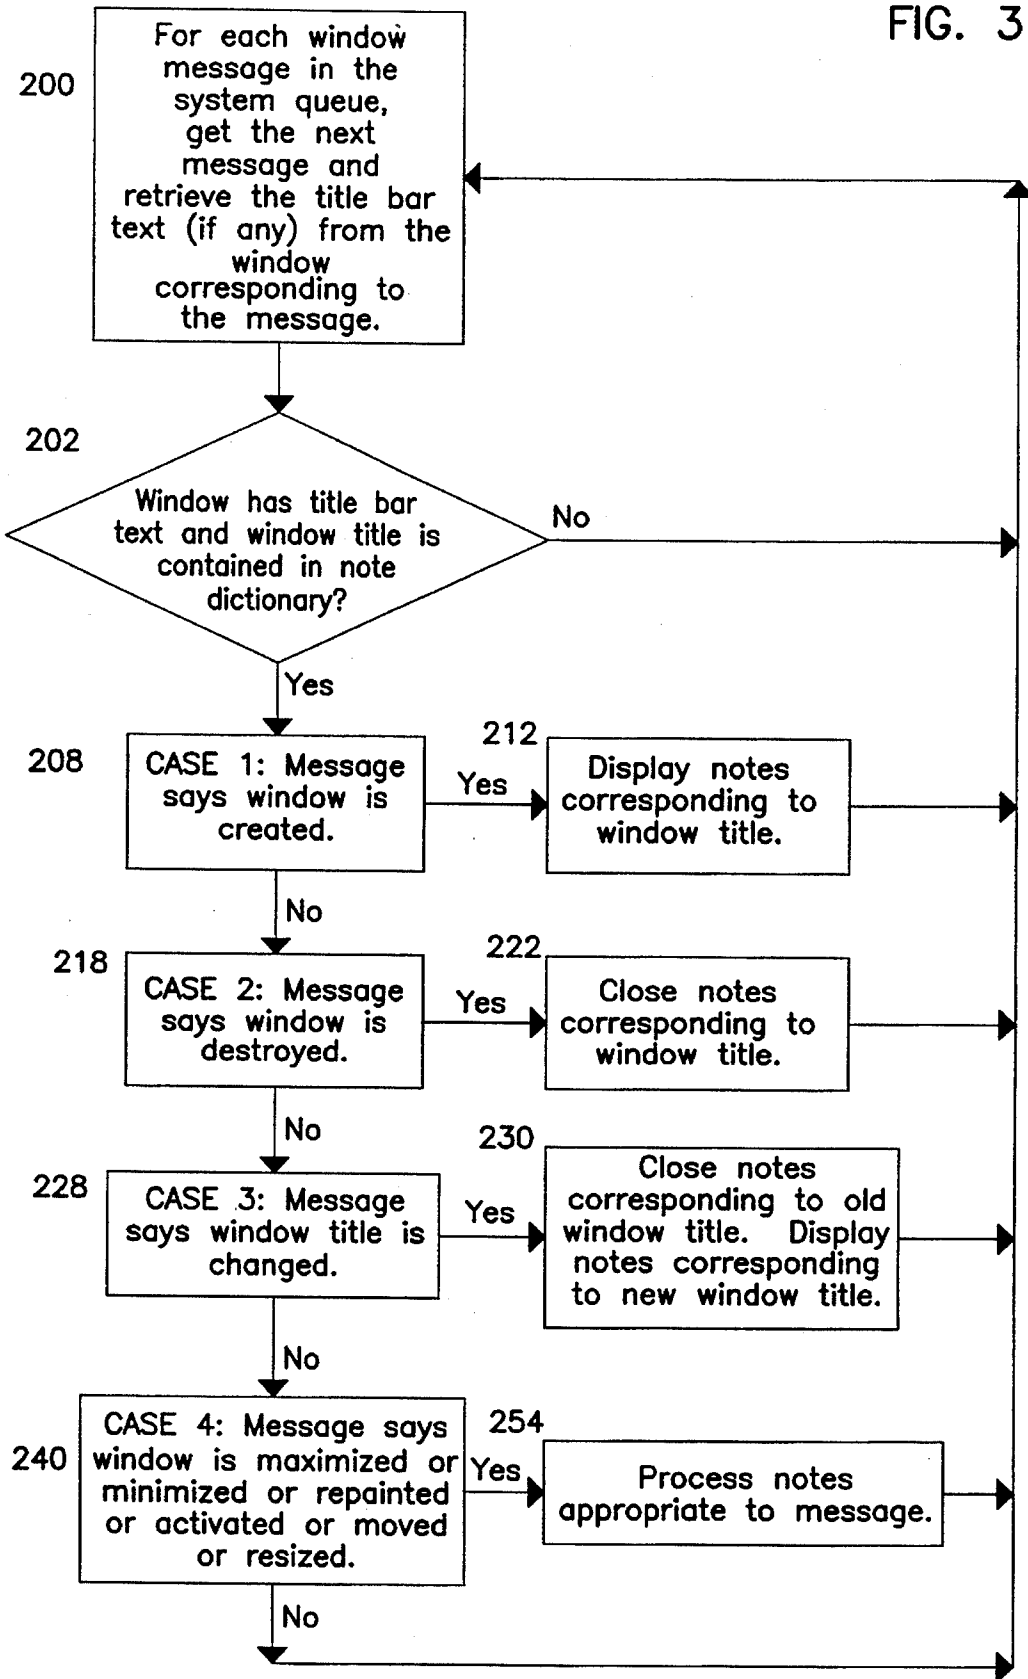 FIG. 3
200
For each window
message in the
system queue,
get the next
message and
retrieve the title bar
text (if any) from the
window
corresponding to
the message.
202
Window has title bar
text and window title is
contained in note
dictionary?
No
Yes
208
CASE 1: Message
says window is
created.
Yes
212
Display notes
corresponding to
window title.
No
218
CASE 2: Message
says window is
destroyed.
Yes
222
Close notes
corresponding to
window title.
No
228
CASE 3: Message
says window title is
changed.
Yes
230
Close notes
corresponding to old
window title. Display
notes corresponding
to new window title.
No
240
CASE 4: Message says
window is maximized or
minimized or repainted
or activated or moved
or resized.
Yes
254
Process notes
appropriate to message.
No